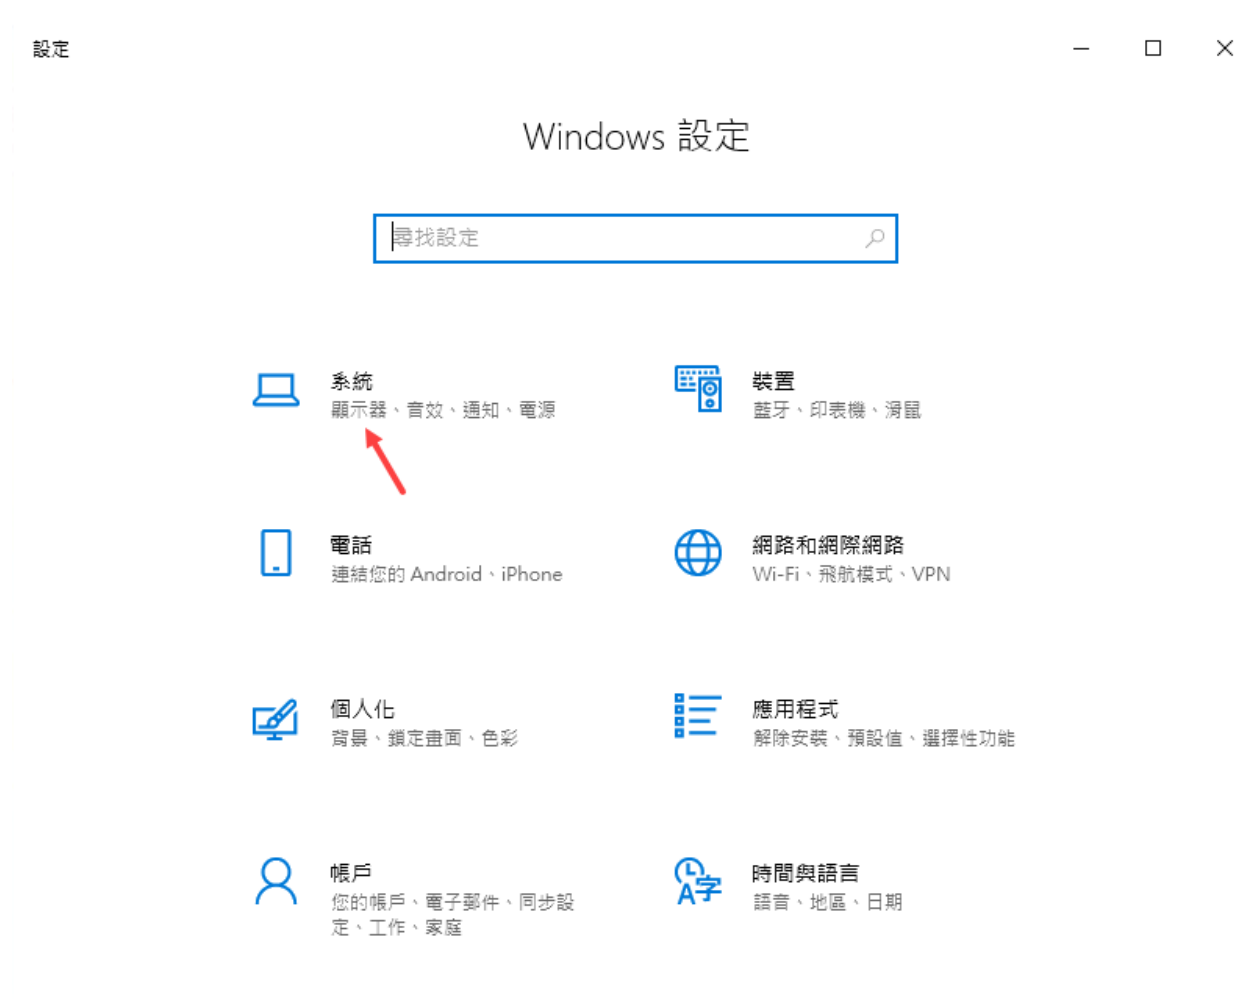 設定
Windows 設定
尋找設定
系統
顯示器、音效、通知、電源
裝置
藍牙、印表機、滑鼠
電話
連結您的 Android、iPhone
網路和網際網路
Wi-Fi、飛航模式、VPN
個人化
背景、鎖定畫面、色彩
應用程式
解除安裝、預設值、選擇性功能
帳戶
您的帳戶、電子郵件、同步設
定、工作、家庭
時間與語言
語音、地區、日期